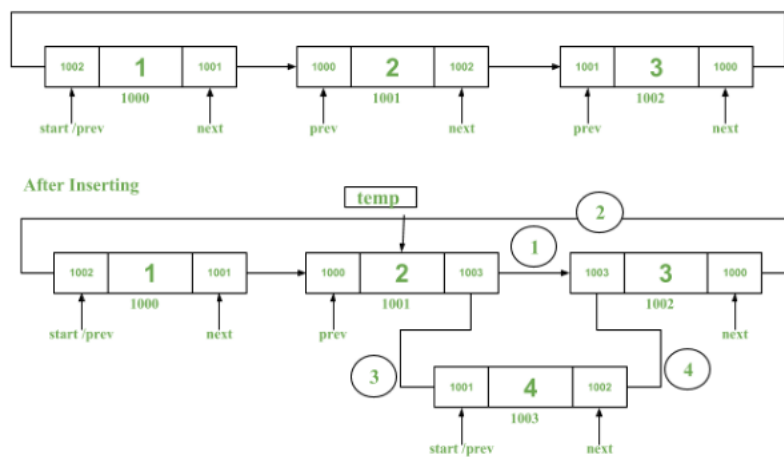 1002 1 1001 1000 2 1002 1001 3 1000
1000 1001 1002
start /prev next prev next prev next
After Inserting
temp
2
1
1002 1 1001 1000 2 1003 1003 3 1000
1000 1001 1002
start /prev next prev next
3 4
1001 4 1002
1003
start /prev next